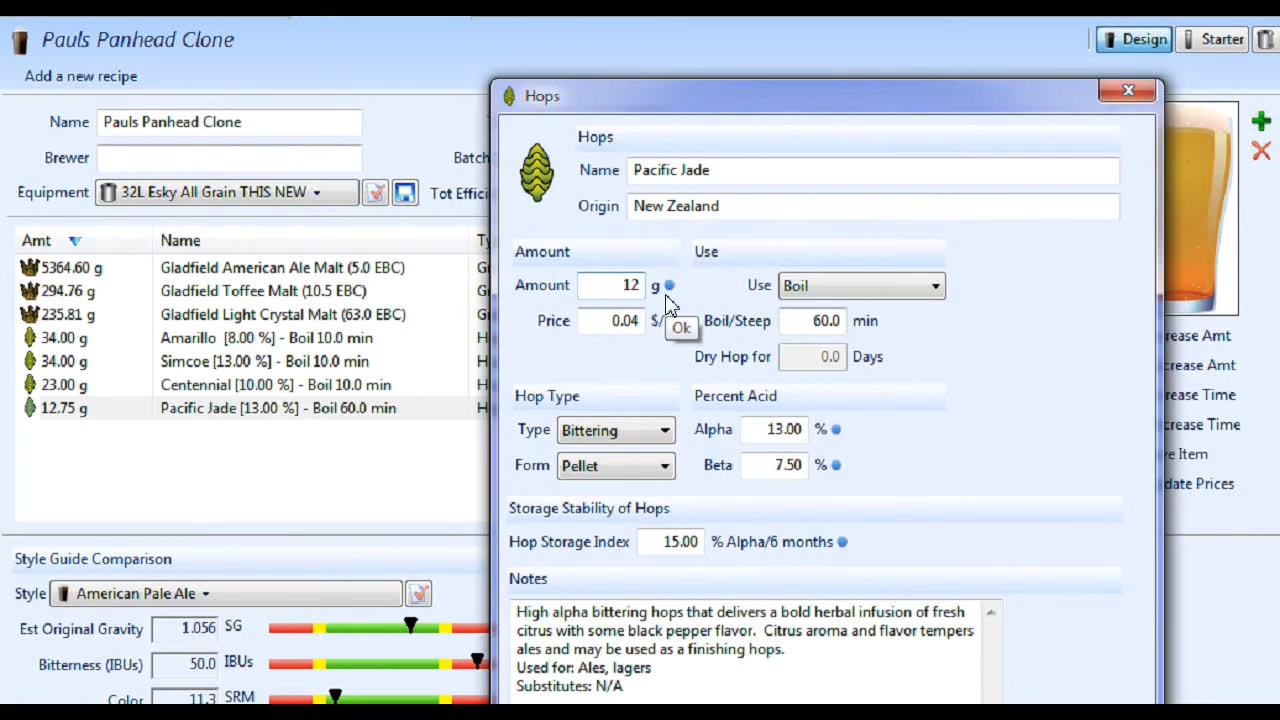 Pauls Panhead Clone
Design
Starter
Add a new recipe
Name Pauls Panhead Clone
Brewer
Batch
Equipment 32L Esky All Grain THIS NEW
Tot Effici
Amt Name Ty
5364.60 g Gladfield American Ale Malt (5.0 EBC) G
294.76 g Gladfield Toffee Malt (10.5 EBC) G
235.81 g Gladfield Light Crystal Malt (63.0 EBC) G
34.00 g Amarillo [8.00 %] - Boil 10.0 min H
34.00 g Simcoe [13.00 %] - Boil 10.0 min H
23.00 g Centennial [10.00 %] - Boil 10.0 min H
12.75 g Pacific Jade [13.00 %] - Boil 60.0 min H
Style Guide Comparison
Style American Pale Ale
Est Original Gravity 1.056 SG
Bitterness (IBUs) 50.0 IBUs
Color 11.3 SRM
Hops
Hops
Name Pacific Jade
Origin New Zealand
Amount Use
Amount 12 g Use Boil
Price 0.04 $/ Boil/Steep 60.0 min
Ok
Dry Hop for 0.0 Days
Hop Type Percent Acid
Type Bittering Alpha 13.00 %
Form Pellet Beta 7.50 %
Storage Stability of Hops
Hop Storage Index 15.00 % Alpha/6 months
Notes
High alpha bittering hops that delivers a bold herbal infusion of fresh
citrus with some black pepper flavor. Citrus aroma and flavor tempers
ales and may be used as a finishing hops.
Used for: Ales, lagers
Substitutes: N/A
rease Amt
crease Amt
rease Time
crease Time
ve Item
date Prices